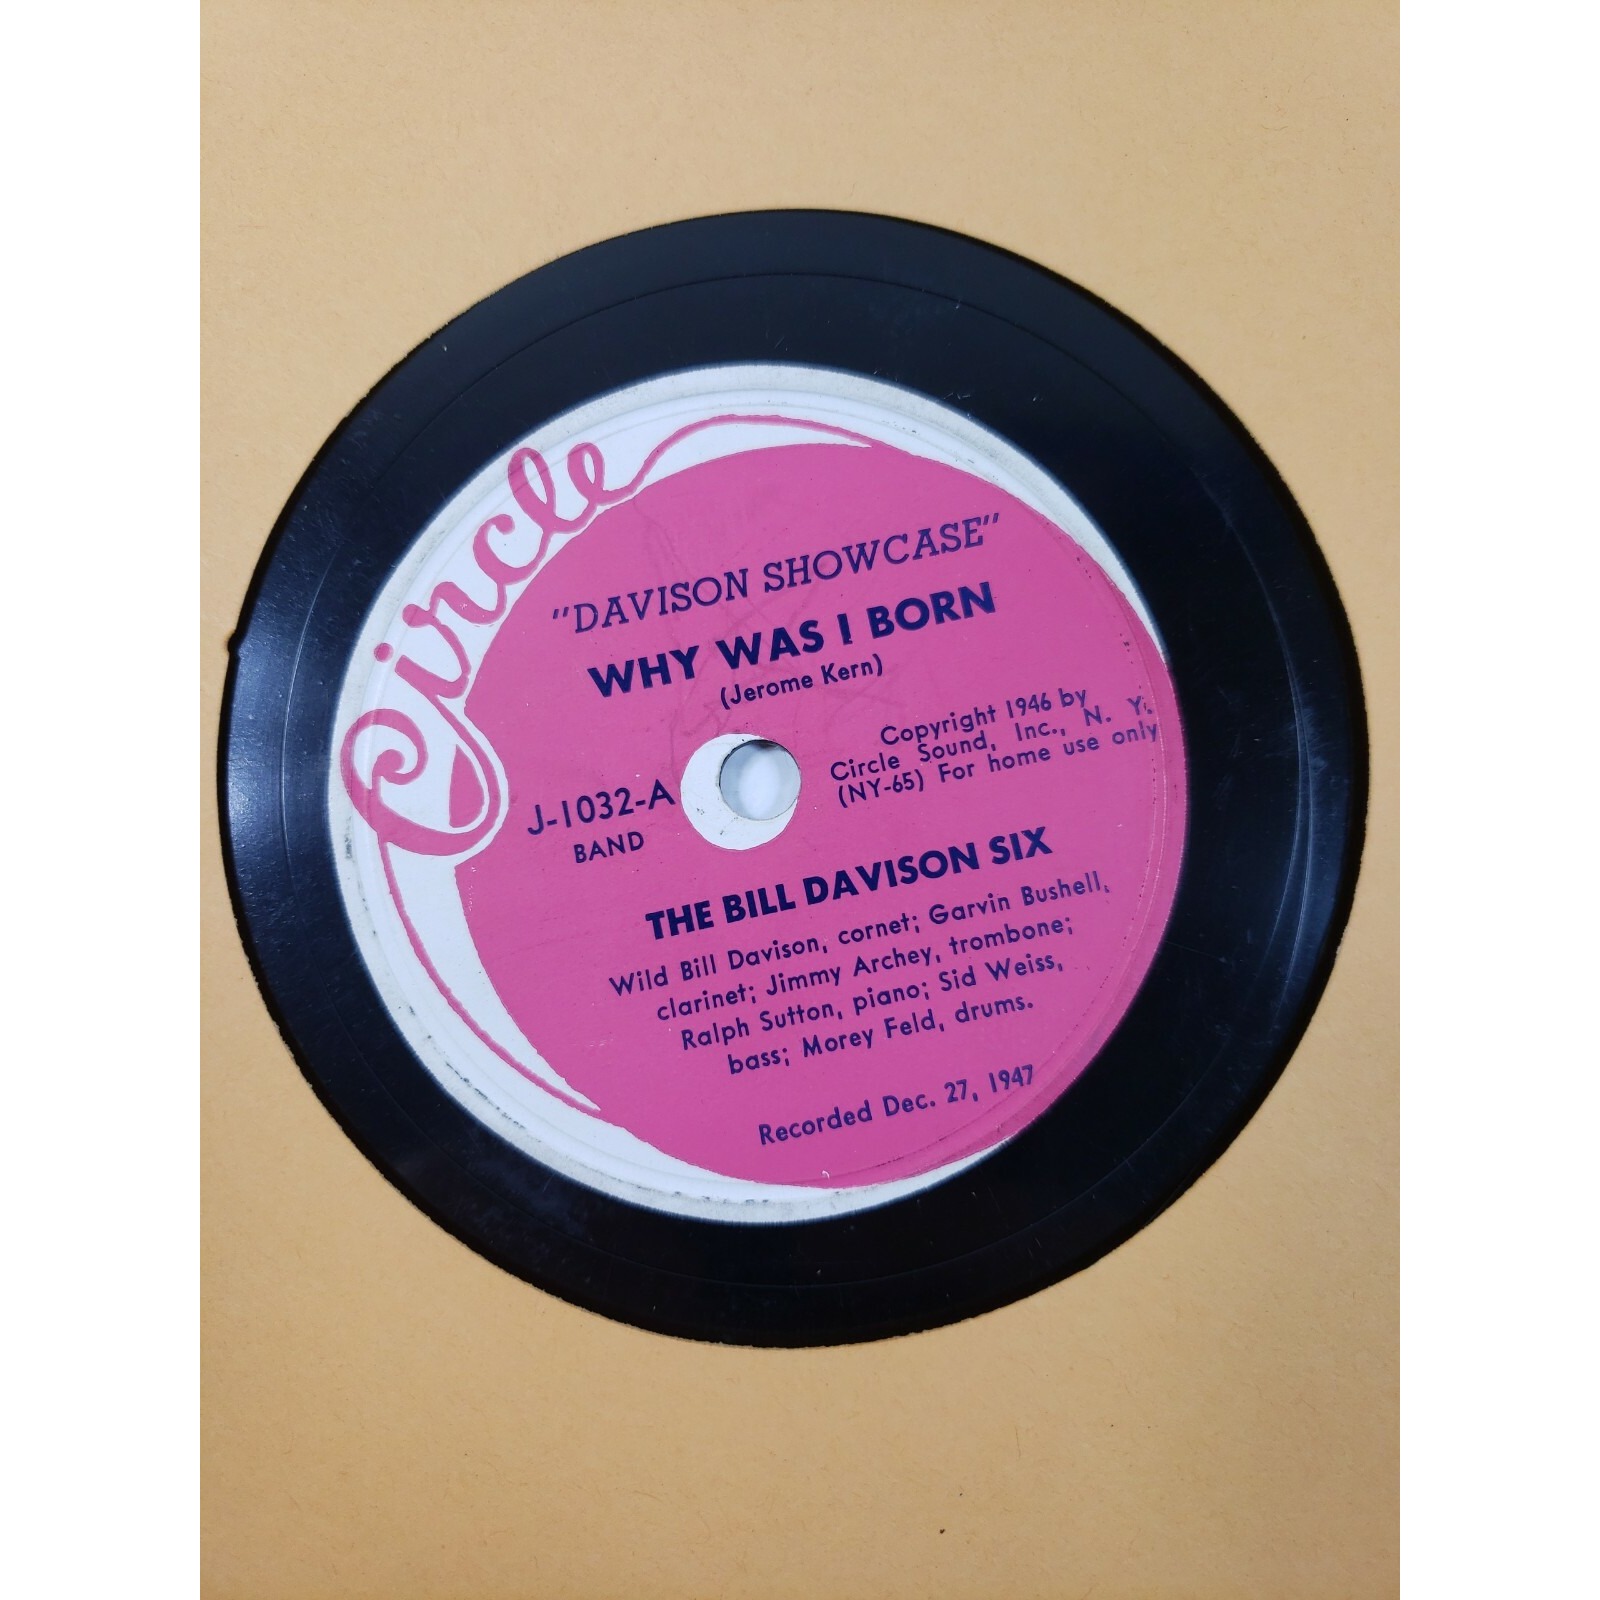 Circle
"DAVISON SHOWCASE"
WHY WAS I BORN
(Jerome Kern)
Copyright 1946 by
Circle Sound, Inc., N. Y.
(NY-65) For home use only
J-1032-A
BAND
THE BILL DAVISON SIX
Wild Bill Davison, cornet; Garvin Bushell,
clarinet; Jimmy Archey, trombone;
Ralph Sutton, piano; Sid Weiss,
bass; Morey Feld, drums.
Recorded Dec. 27, 1947